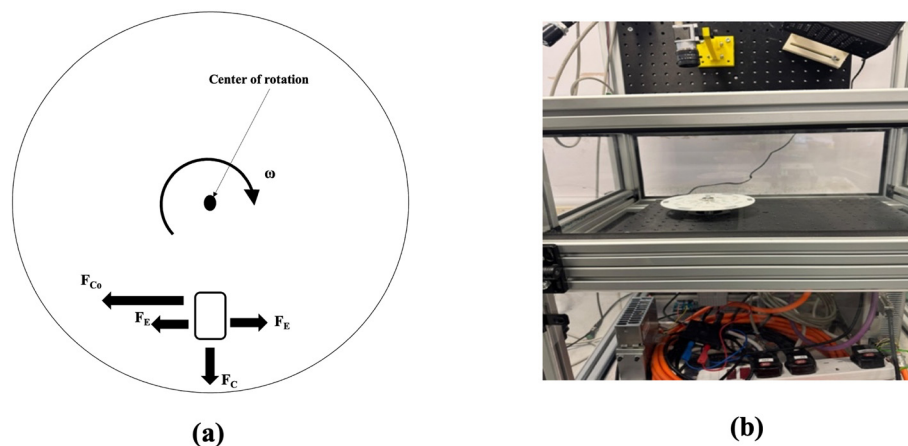 Center of rotation
ω
F_Co
F_E
F_E
F_C
(a)
(b)